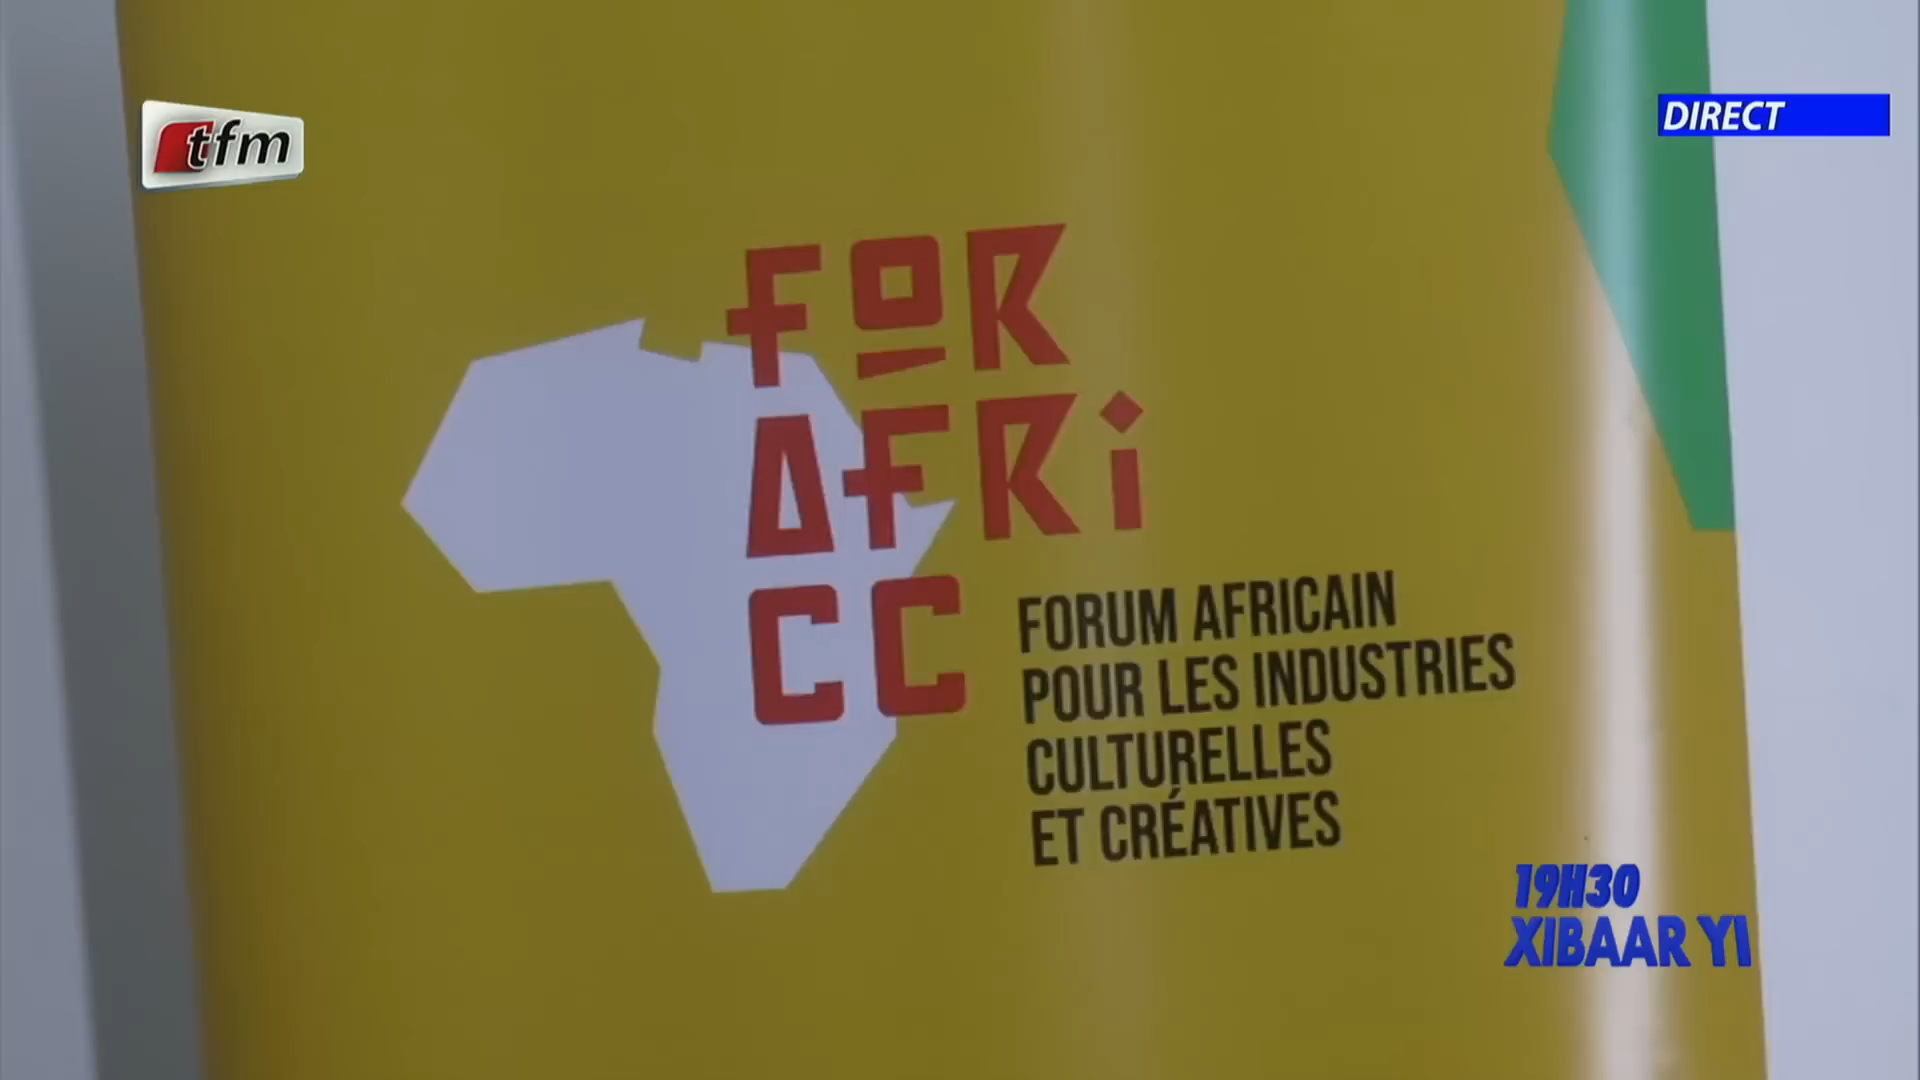 tfm
DIRECT
FOR
AFRi
CC
FORUM AFRICAIN
POUR LES INDUSTRIES
CULTURELLES
ET CRÉATIVES
19H30
XIBAAR YI